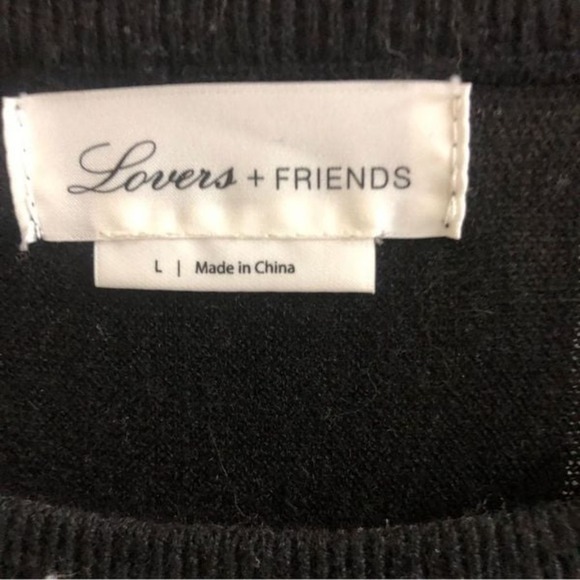 Lovers + FRIENDS
L | Made in China